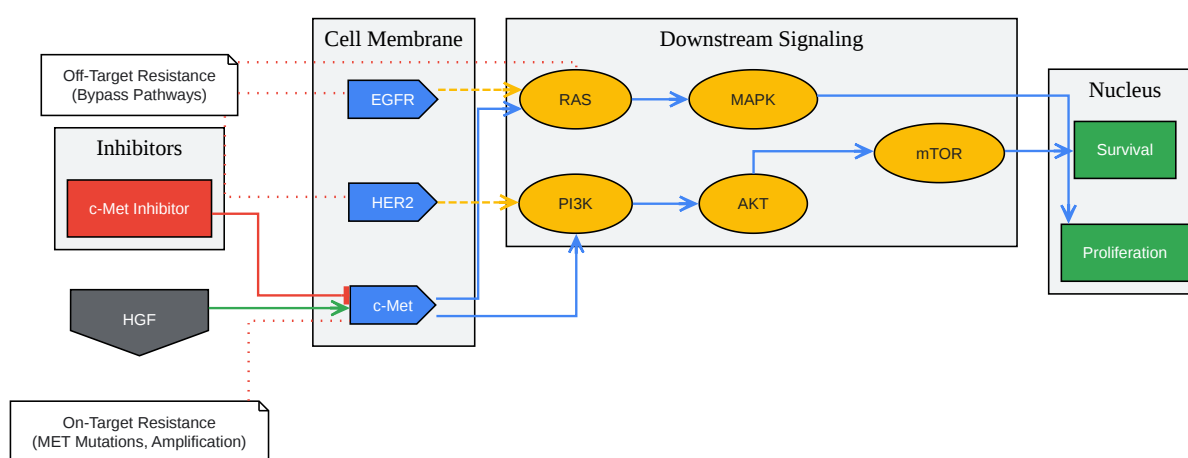 Cell Membrane
Downstream Signaling
Off-Target Resistance
(Bypass Pathways)
EGFR
RAS
MAPK
Nucleus
Inhibitors
Survival
mTOR
c-Met Inhibitor
HER2
PI3K
AKT
Proliferation
c-Met
HGF
On-Target Resistance
(MET Mutations, Amplification)